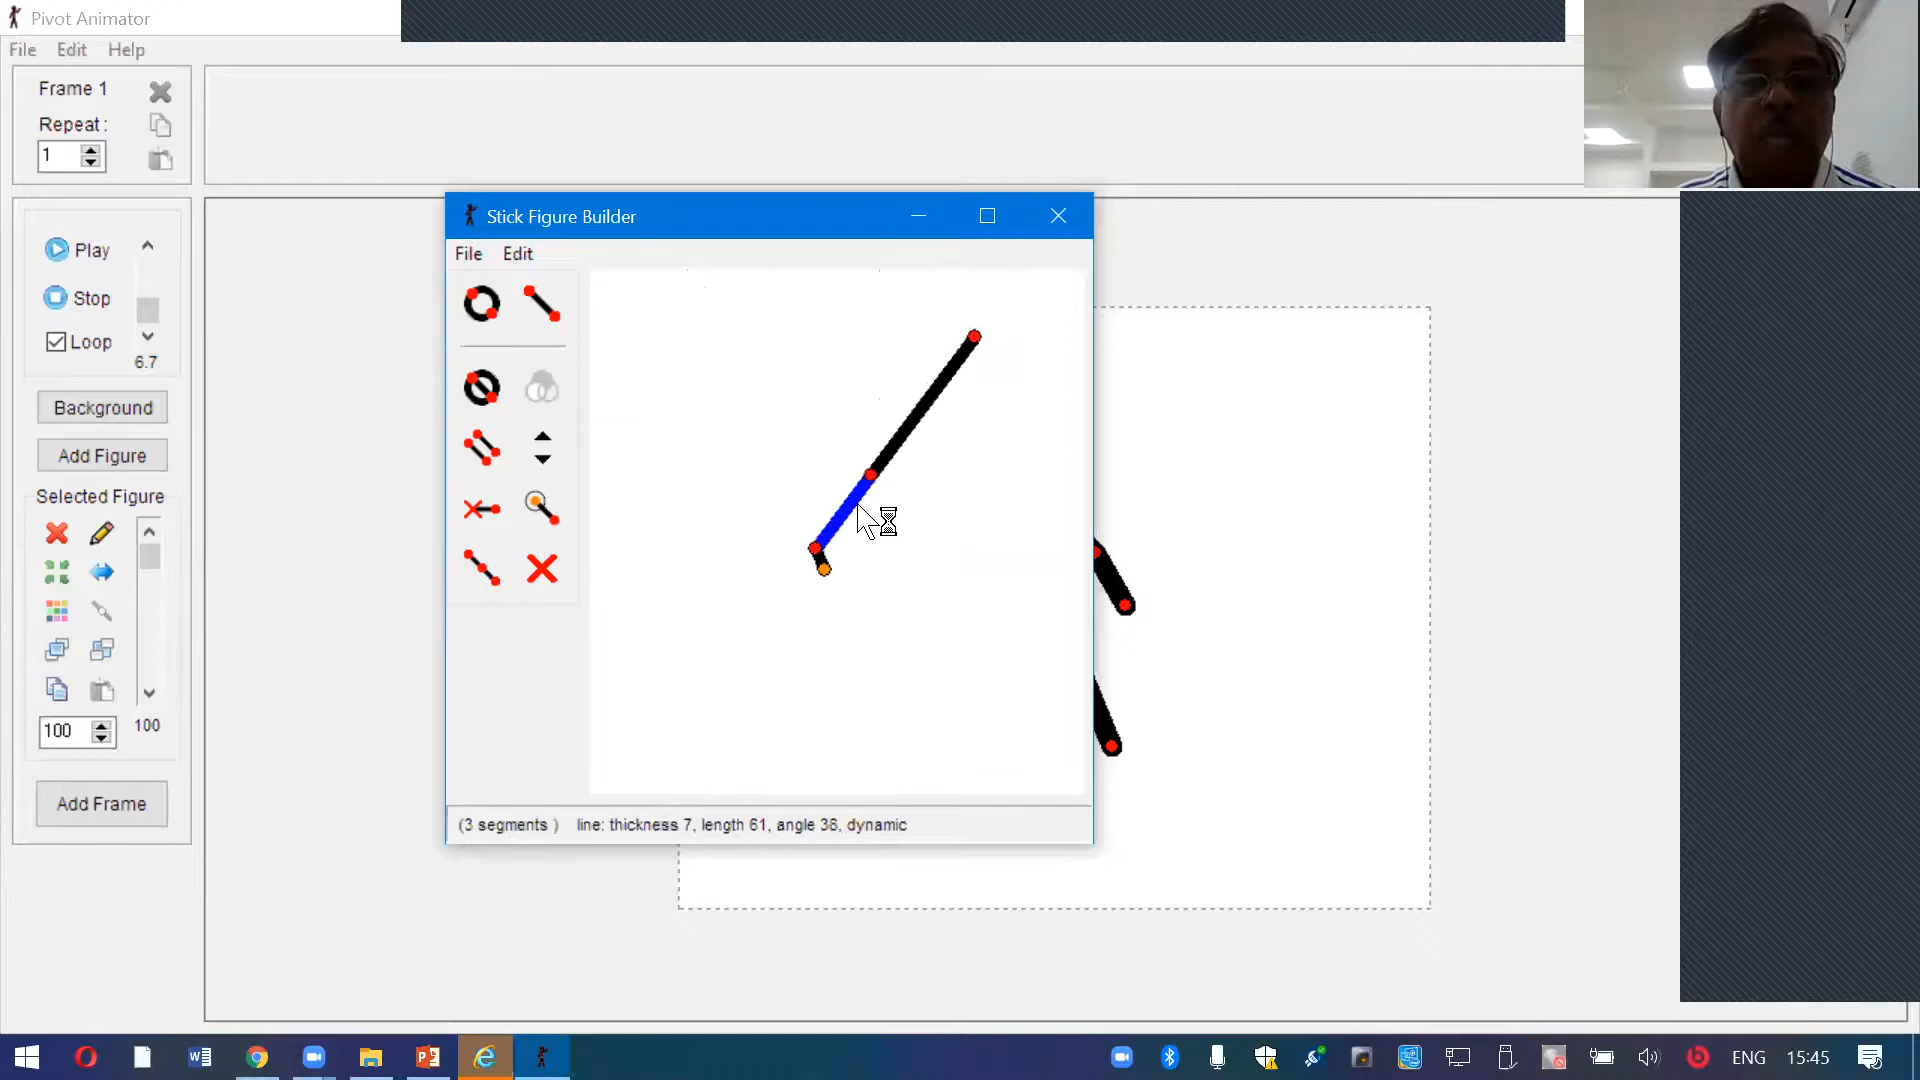 Pivot Animator
File Edit Help
Frame 1
Repeat :
1
Play
Stop
Loop
6.7
Background
Add Figure
Selected Figure
100
100
Add Frame
Stick Figure Builder
File Edit
(3 segments ) line: thickness 7, length 61, angle 36, dynamic
ENG 15:45